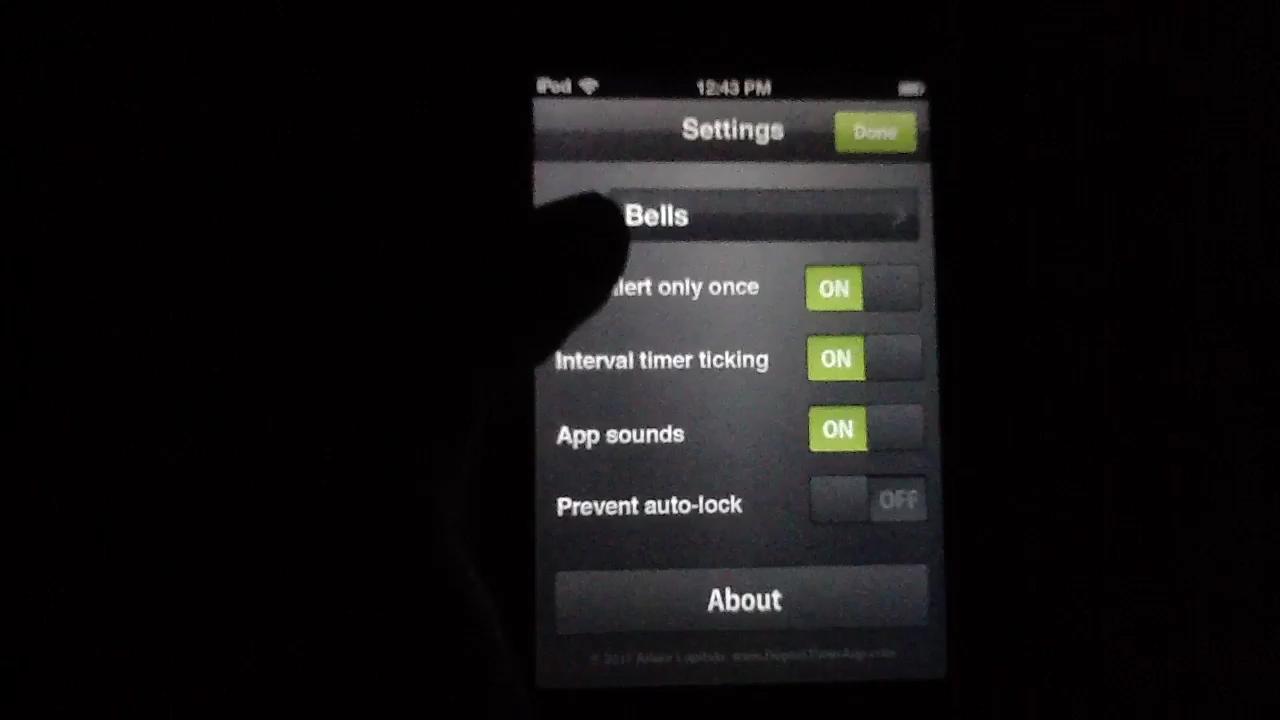 iPod 12:43 PM
Settings Done
Bells
lert only once ON
Interval timer ticking ON
App sounds ON
Prevent auto-lock OFF
About